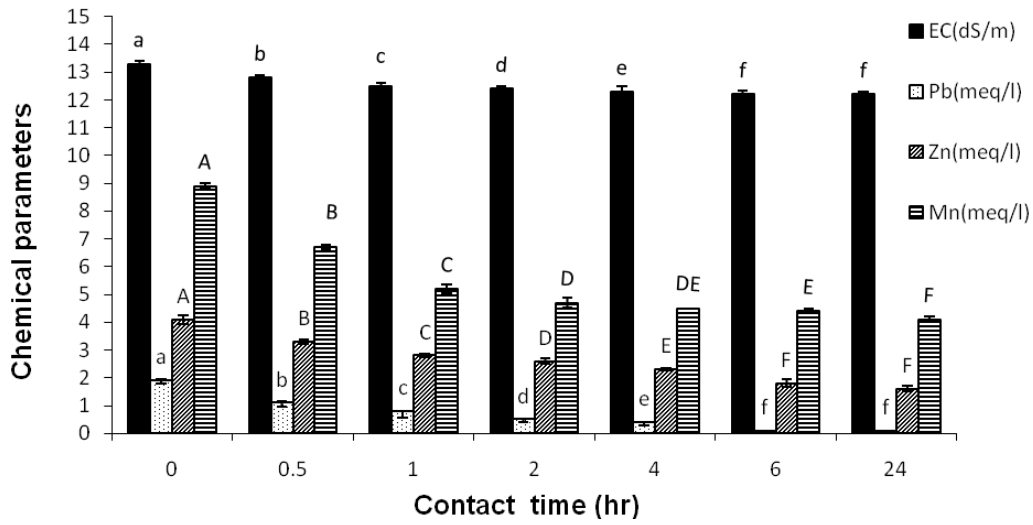 15
14
13
12
11
10
9
8
7
6
5
4
3
2
1
0
Chemical parameters
a
b
c
d
e
f
f
A
B
C
D
DE
E
F
A
B
C
D
E
F
F
a
b
c
d
e
f
f
0
0.5
1
2
4
6
24
Contact time (hr)
EC(dS/m)
Pb(meq/l)
Zn(meq/l)
Mn(meq/l)